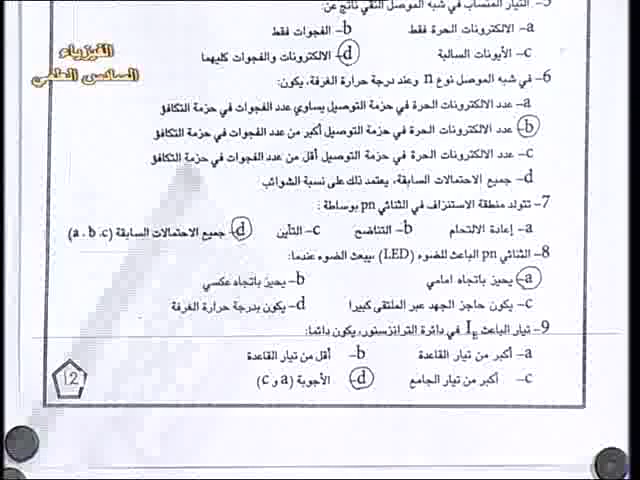 5- التيار المنساب في شبه الموصل النقي ناتج عن:
a- الالكترونات الحرة فقط b- الفجوات فقط
c- الأيونات السالبة d- الالكترونات والفجوات كليهما
الفيزياء
السادس العلمي
6- في شبه الموصل نوع n وعند درجة حرارة الغرفة، يكون:
a- عدد الالكترونات الحرة في حزمة التوصيل يساوي عدد الفجوات في حزمة التكافؤ
b- عدد الالكترونات الحرة في حزمة التوصيل أكبر من عدد الفجوات في حزمة التكافؤ
c- عدد الالكترونات الحرة في حزمة التوصيل أقل من عدد الفجوات في حزمة التكافؤ
d- جميع الاحتمالات السابقة، يعتمد ذلك على نسبة الشوائب
7- تتولد منطقة الاستنزاف في الثنائي pn بوساطة :
a- إعادة الالتحام b- التناضح c- التأين d- جميع الاحتمالات السابقة (a ، b ،c)
8- الثنائي pn الباعث للضوء (LED)، يبعث الضوء عندما:
a- يحيز باتجاه امامي b- يحيز باتجاه عكسي
c- يكون حاجز الجهد عبر الملتقى كبيرا d- يكون بدرجة حرارة الغرفة
9- تيار الباعث IE في دائرة الترانزستور، يكون دائما:
a- أكبر من تيار القاعدة b- أقل من تيار القاعدة
c- أكبر من تيار الجامع d- الأجوبة (a و c)
12